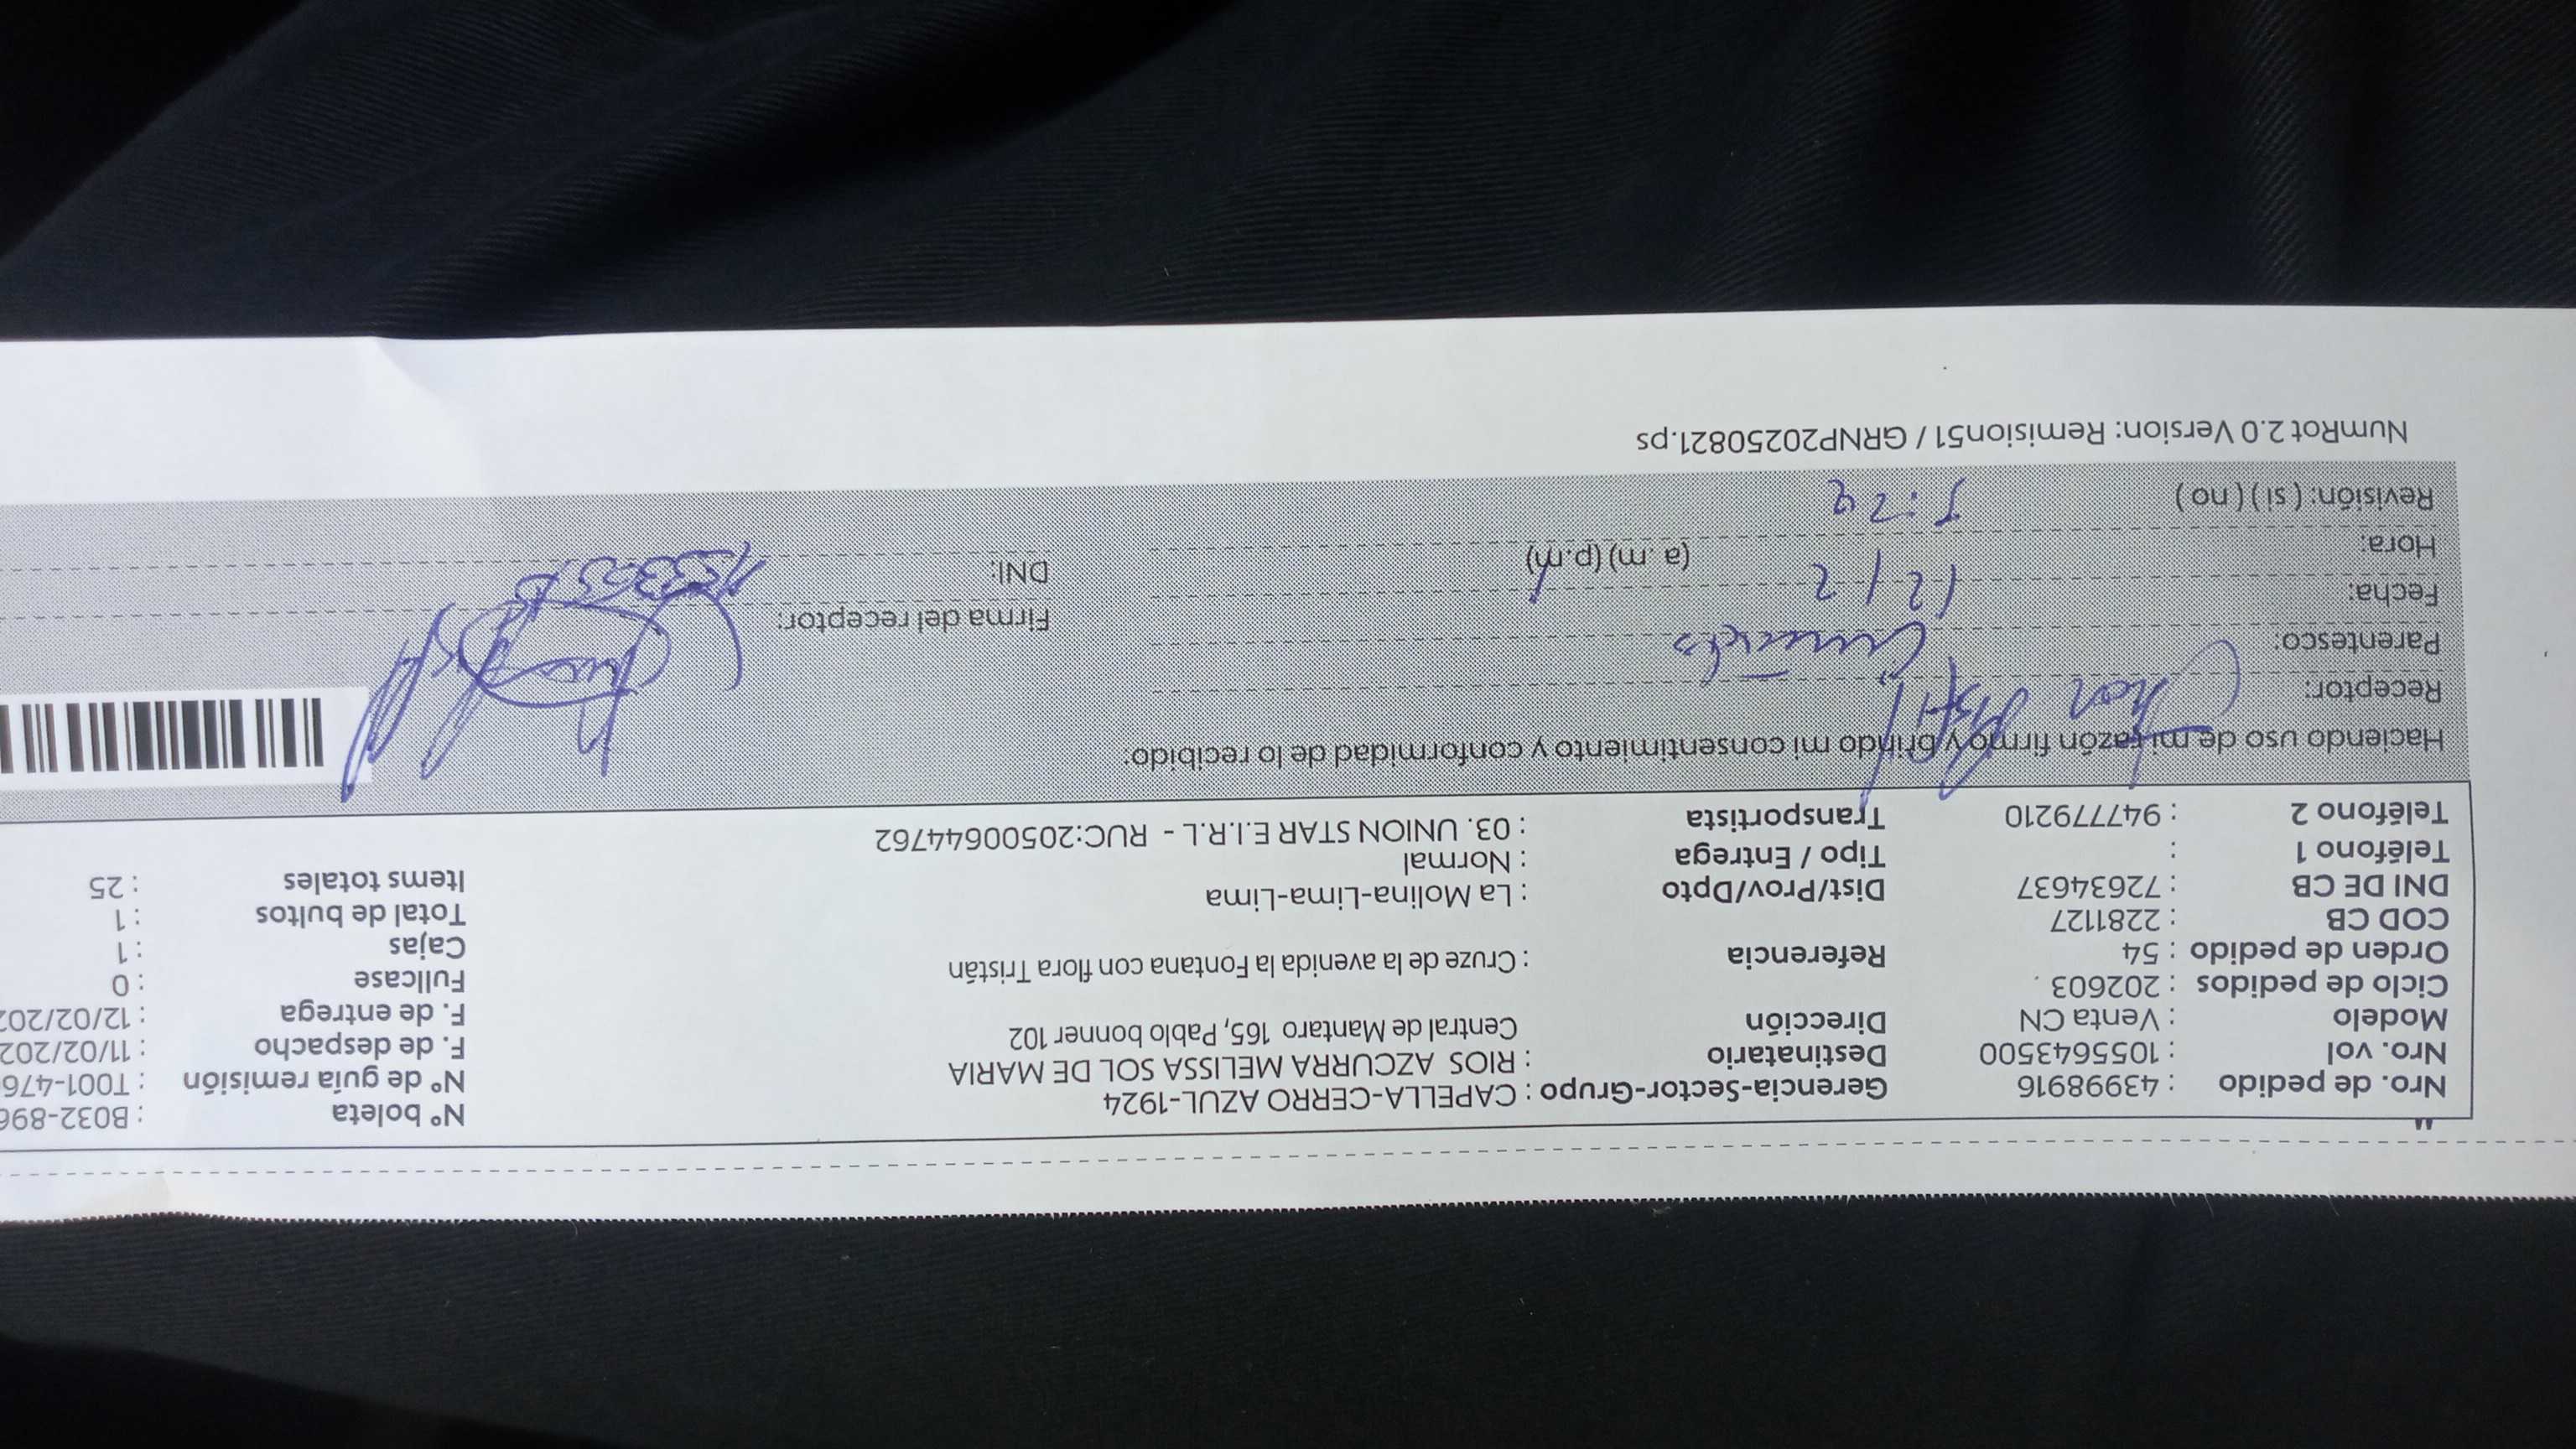 Nro. de pedido : 43998916 Gerencia-Sector-Grupo : CAPELLA-CERRO AZUL-1924 N° boleta : B032-896
Nro. vol : 1055643500 Destinatario : RIOS AZCURRA MELISSA SOL DE MARIA N° de guía remisión : T001-476
Modelo : Venta CN Dirección Central de Mantaro 165, Pablo bonner 102 F. de despacho : 11/02/202
Ciclo de pedidos : 202603 F. de entrega : 12/02/202
Orden de pedido : 54 Referencia : Cruze de la avenida la Fontana con flora Tristán Fullcase : 0
COD CB : 2281127 Cajas : 1
DNI DE CB : 72634637 Dist/Prov/Dpto : La Molina-Lima-Lima Total de bultos : 1
Teléfono 1 : Tipo / Entrega : Normal Items totales : 25
Teléfono 2 : 947779210 Transportista : 03. UNION STAR E.I.R.L - RUC:20500644762
Haciendo uso de mi razón firmo y brindo mi consentimiento y conformidad de lo recibido:
Receptor:
Parentesco: Firma del receptor:
Fecha: 12/2
Hora: (a. m) (p.m) DNI:
Revisión: ( si ) ( no ) 5:29
NumRot 2.0 Version: Remision51 / GRNP20250821.ps